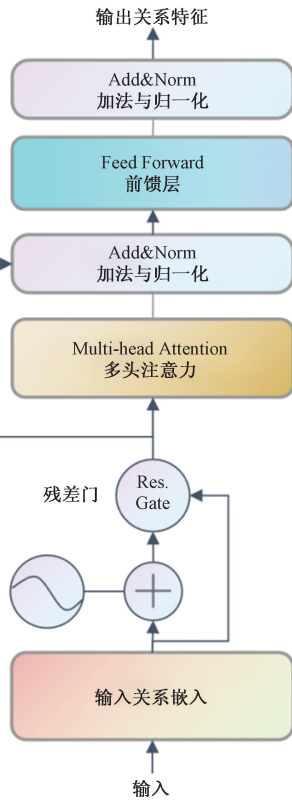 输出关系特征
Add&Norm
加法与归一化
Feed Forward
前馈层
Add&Norm
加法与归一化
Multi-head Attention
多头注意力
残差门
Res.
Gate
输入关系嵌入
输入